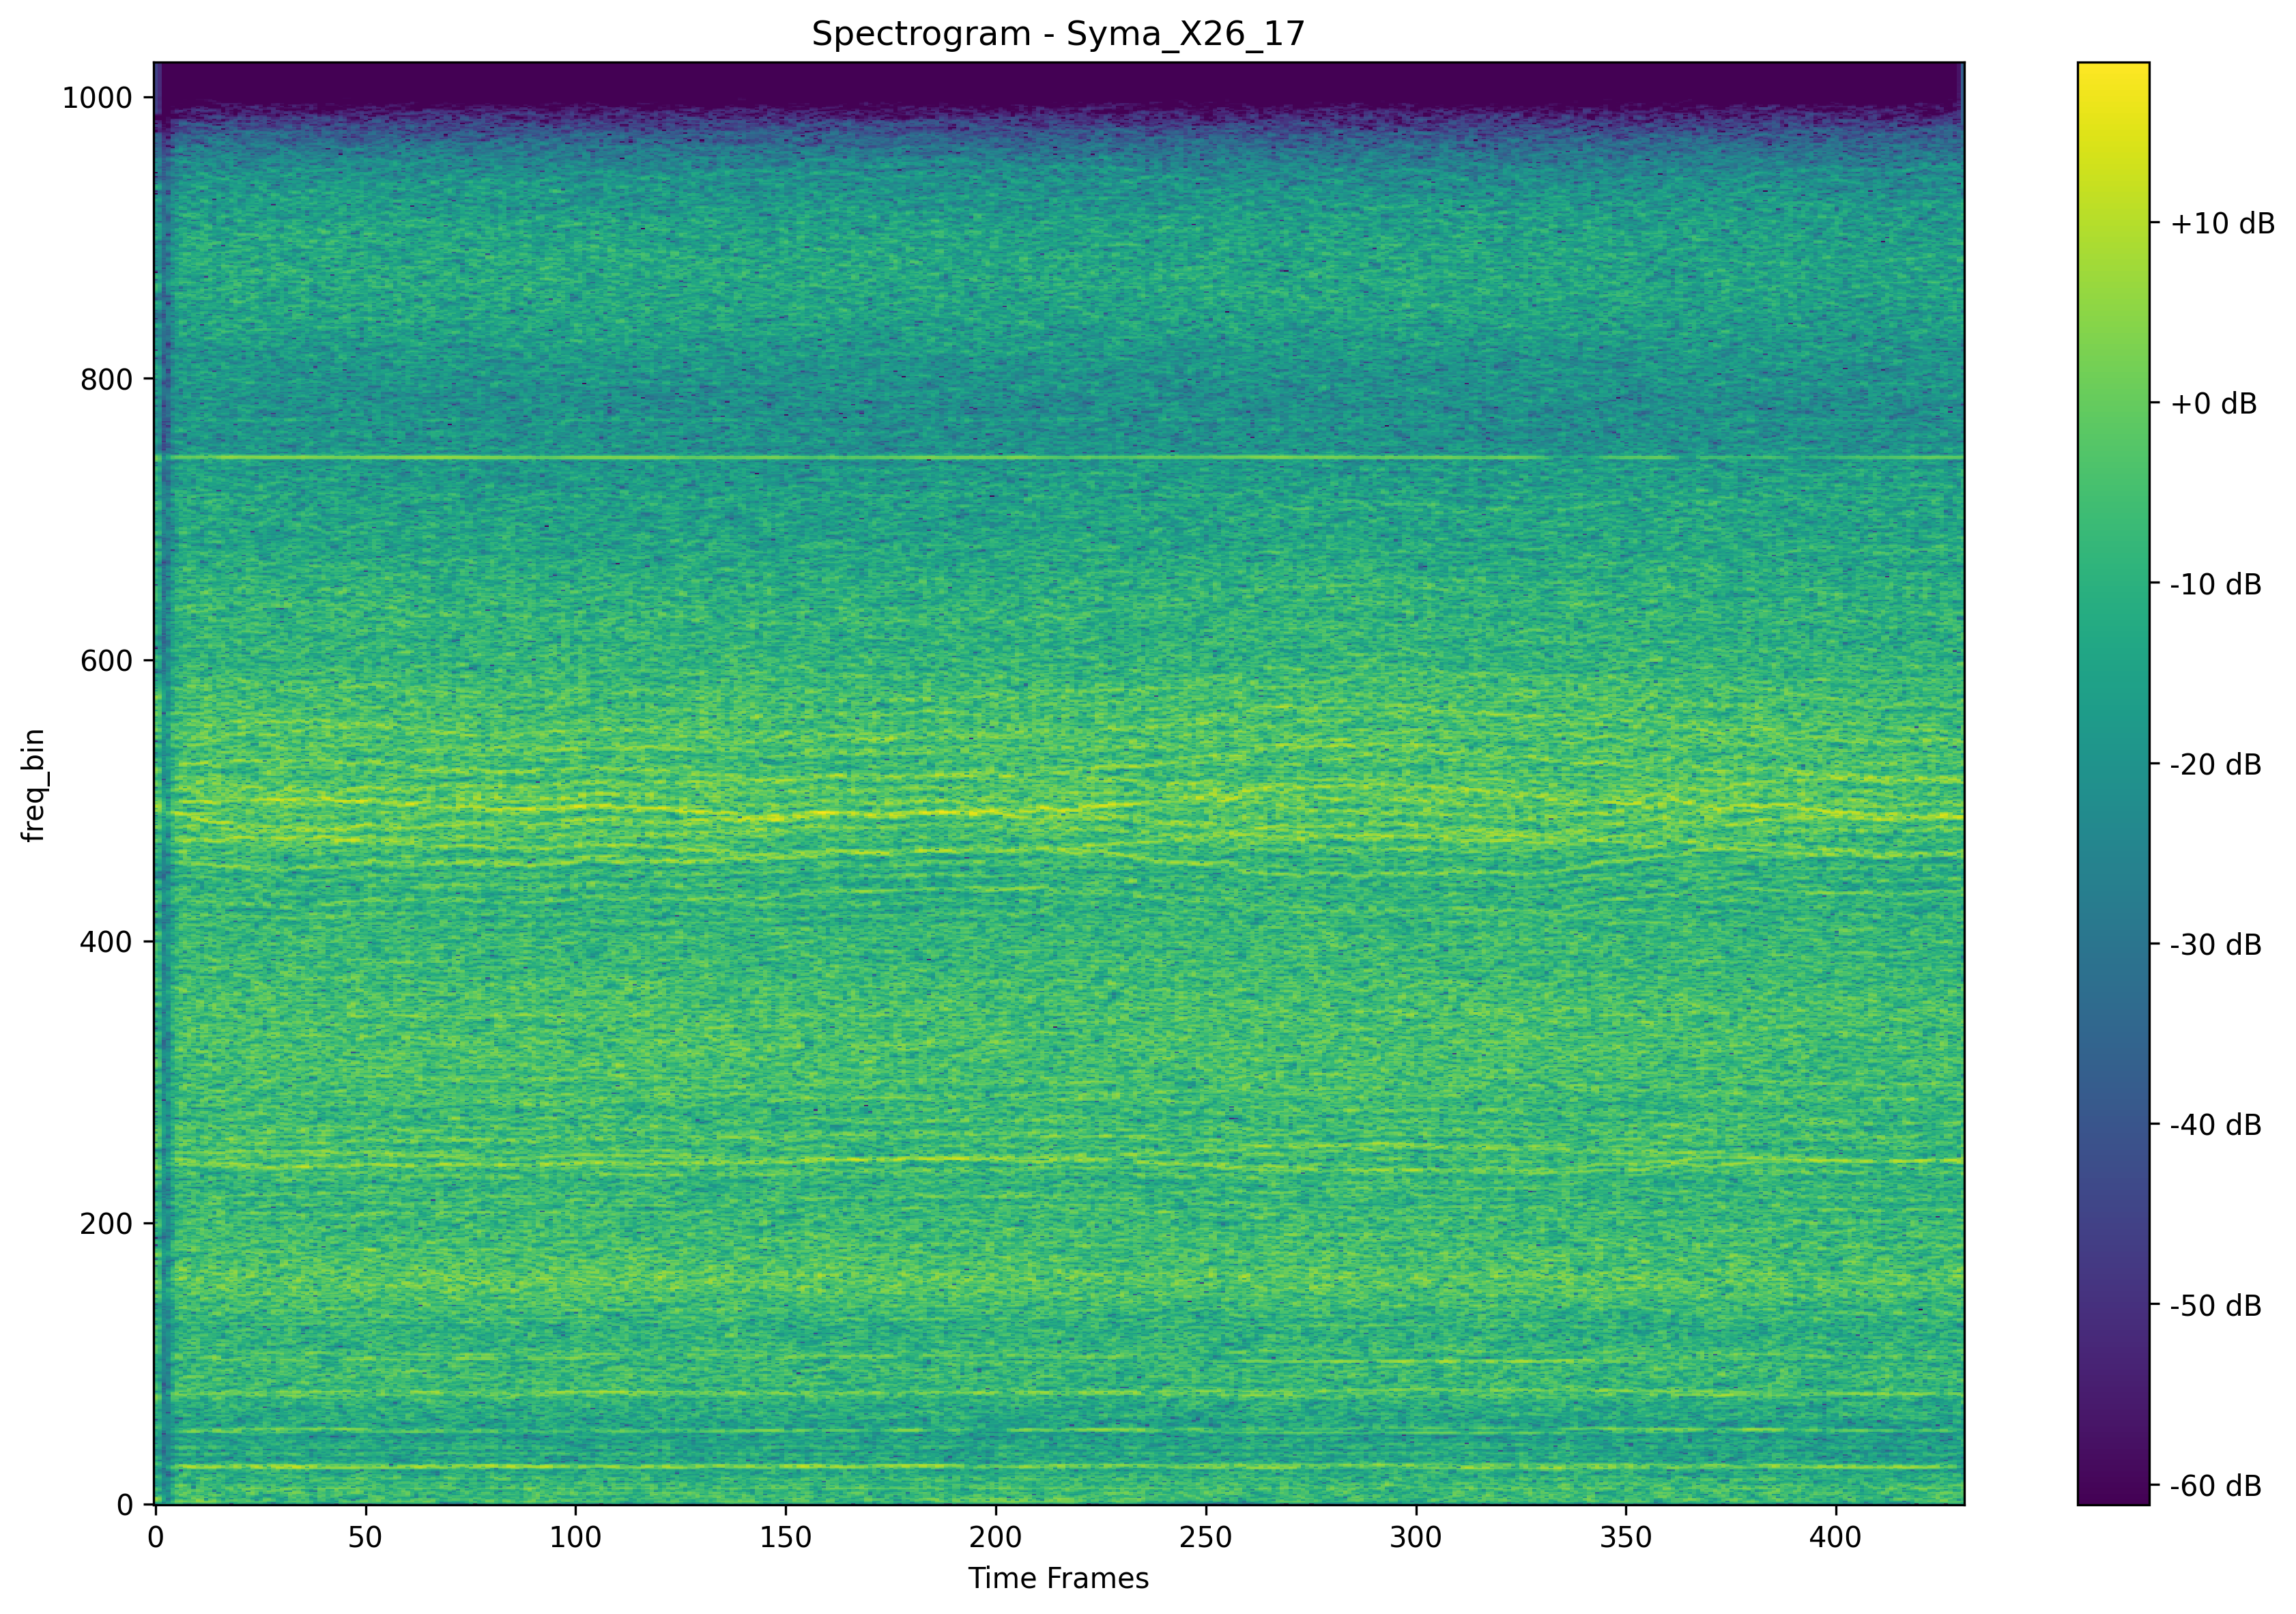 Spectrogram - Syma_X26_17
1000
800
600
400
200
0
freq_bin
0 50 100 150 200 250 300 350 400
Time Frames
+10 dB
+0 dB
-10 dB
-20 dB
-30 dB
-40 dB
-50 dB
-60 dB